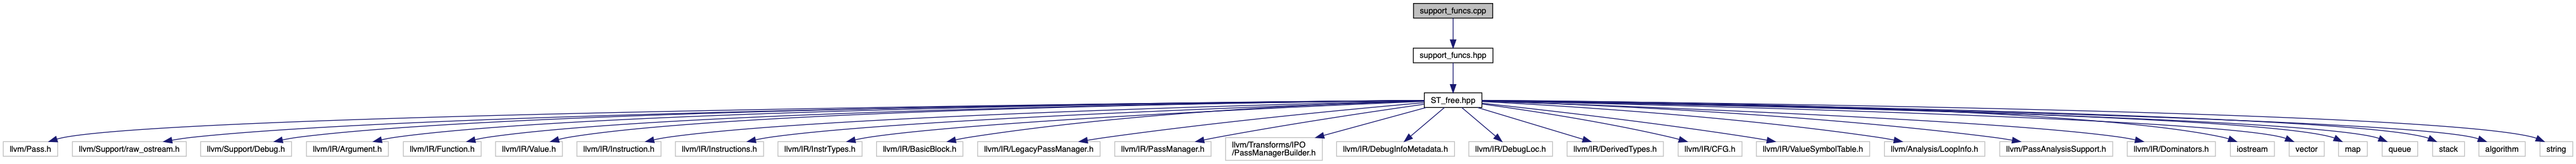 support_funcs.cpp
support_funcs.hpp
ST_free.hpp
llvm/Pass.h
llvm/Support/raw_ostream.h
llvm/Support/Debug.h
llvm/IR/Argument.h
llvm/IR/Function.h
llvm/IR/Value.h
llvm/IR/Instruction.h
llvm/IR/Instructions.h
llvm/IR/InstrTypes.h
llvm/IR/BasicBlock.h
llvm/IR/LegacyPassManager.h
llvm/IR/PassManager.h
llvm/Transforms/IPO
/PassManagerBuilder.h
llvm/IR/DebugInfoMetadata.h
llvm/IR/DebugLoc.h
llvm/IR/DerivedTypes.h
llvm/IR/CFG.h
llvm/IR/ValueSymbolTable.h
llvm/Analysis/LoopInfo.h
llvm/PassAnalysisSupport.h
llvm/IR/Dominators.h
iostream
vector
map
queue
stack
algorithm
string